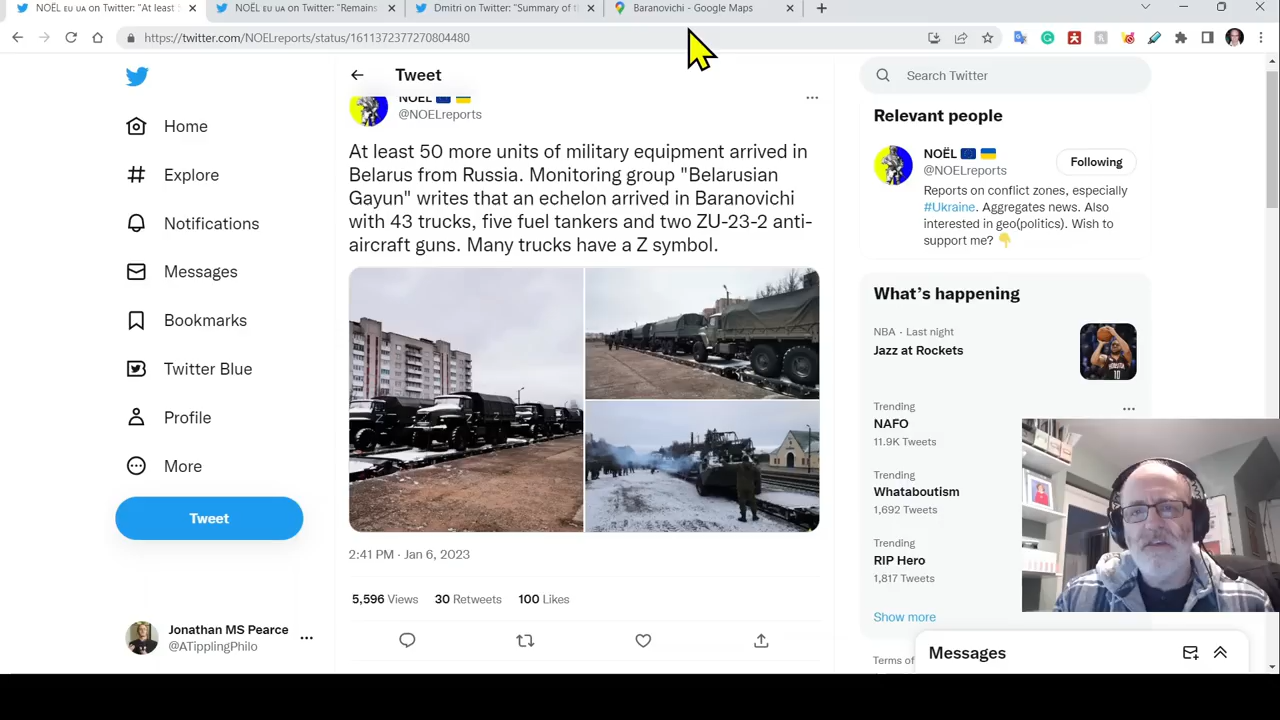 NOËL EU UA on Twitter: "At least 5
NOËL EU UA on Twitter: "Remains
Dmitri on Twitter: "Summary of t
Baranovichi - Google Maps
https://twitter.com/NOELreports/status/1611372377270804480
Home
Explore
Notifications
Messages
Bookmarks
Twitter Blue
Profile
More
Tweet
Jonathan MS Pearce
@ATipplingPhilo
Tweet
NOËL
@NOELreports
At least 50 more units of military equipment arrived in
Belarus from Russia. Monitoring group "Belarusian
Gayun" writes that an echelon arrived in Baranovichi
with 43 trucks, five fuel tankers and two ZU-23-2 anti-
aircraft guns. Many trucks have a Z symbol.
2:41 PM · Jan 6, 2023
5,596 Views 30 Retweets 100 Likes
Search Twitter
Relevant people
NOËL
@NOELreports
Following
Reports on conflict zones, especially
#Ukraine. Aggregates news. Also
interested in geo(politics). Wish to
support me?
What's happening
NBA · Last night
Jazz at Rockets
Trending
NAFO
11.9K Tweets
Trending
Whataboutism
1,692 Tweets
Trending
RIP Hero
1,817 Tweets
Show more
Terms of
Messages